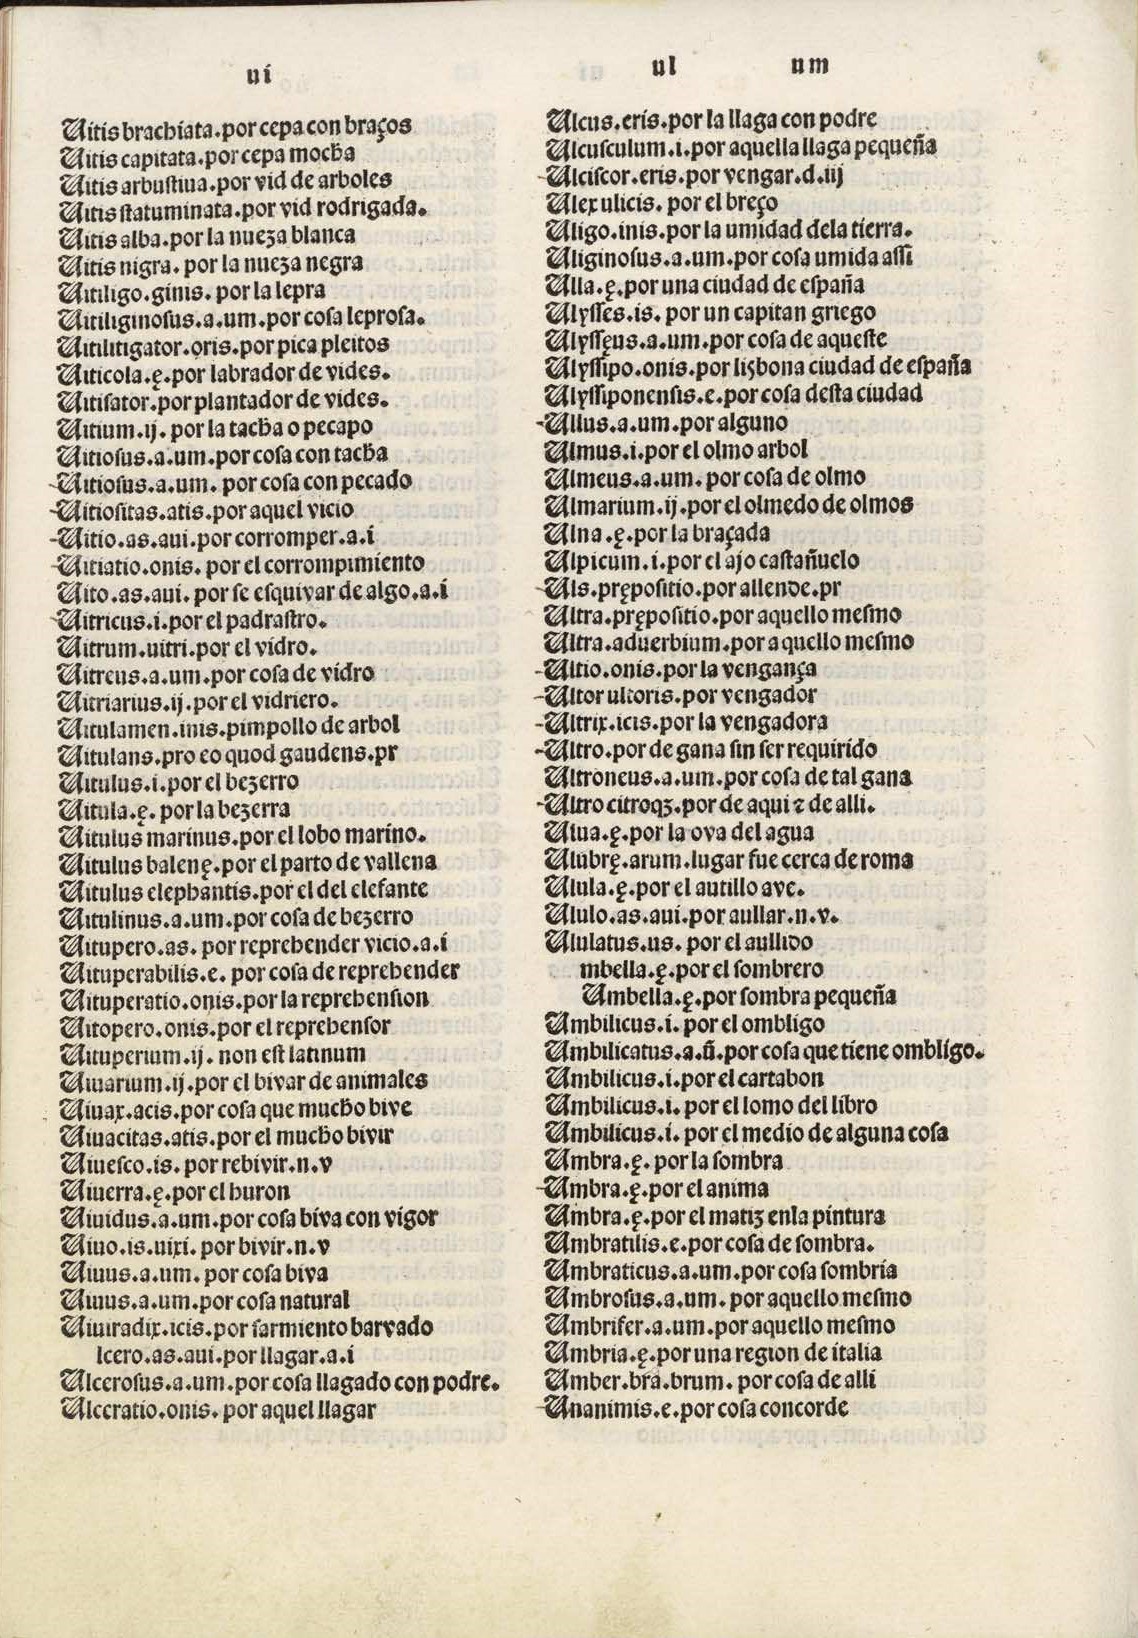 ui
Uitis brachiata.por cepa con braços
Uitis capitata.por cepa mocha
Uitis arbustiua.por vid de arboles
Uitis statuminata.por vid rodrigada.
Uitis alba.por la nueza blanca
Uitis nigra.por la nueza negra
Uitiligo.ginis.por la lepra
Uitiliginosus.a.um.por cosa leprosa.
Uitilitigator.oris.por pica pleitos
Uiticola.ę.por labrador de vides.
Uitisator.por plantador de vides.
Uitium.ij.por la tacha o pecapo
Uitiosus.a.um.por cosa con tacha
Uitiosus.a.um.por cosa con pecado
Uitiositas.atis.por aquel vicio
Uitio.as.aui.por corromper.a.i
Uitiatio.onis.por el corrompimiento
Uito.as.aui.por se esquivar de algo.a.i
Uitricus.i.por el padrastro.
Uitrum.uitri.por el vidro.
Uitreus.a.um.por cosa de vidro
Uitriarius.ij.por el vidriero.
Uitulamen.inis.pimpollo de arbol
Uitulans.pro eo quod gaudens.pr
Uitulus.i.por el bezerro
Uitula.ę.por la bezerra
Uitulus marinus.por el lobo marino.
Uitulus balenę.por el parto de vallena
Uitulus elephantis.por el del elefante
Uitulinus.a.um.por cosa de bezerro
Uitupero.as.por reprehender vicio.a.i
Uituperabilis.e.por cosa de reprehender
Uituperatio.onis.por la reprehension
Uitopero.onis.por el reprehensor
Uituperium.ij.non est latinum
Uiuarium.ij.por el bivar de animales
Uiuax.acis.por cosa que mucho bive
Uiuacitas.atis.por el mucho bivir
Uiuesco.is.por rebivir.n.v
Uiuerra.ę.por el huron
Uiuidus.a.um.por cosa biva con vigor
Uiuo.is.uixi.por bivir.n.v
Uiuus.a.um.por cosa biva
Uiuus.a.um.por cosa natural
Uiuiradix.icis.por sarmiento barvado
lcero.as.aui.por llagar.a.i
Ulcerosus.a.um.por cosa llagado con podre.
Ulceratio.onis.por aquel llagar
ul um
Ulcus.eris.por la llaga con podre
Ulcusculum.i.por aquella llaga pequeña
Ulciscor.eris.por vengar.d.iij
Ulex ulicis.por el breço
Uligo.inis.por la umidad dela tierra.
Uliginosus.a.um.por cosa umida assi
Ulla.ę.por una ciudad de españa
Ulysses.is.por un capitan griego
Ulyssęus.a.um.por cosa de aqueste
Ulyssipo.onis.por lisbona ciudad de españa
Ulyssiponensis.e.por cosa desta ciudad
Ullus.a.um.por alguno
Ulmus.i.por el olmo arbol
Ulmeus.a.um.por cosa de olmo
Ulmarium.ij.por el olmedo de olmos
Ulna.ę.por la braçada
Ulpicum.i.por el ajo castañuelo
Uls.prępositio.por allende.pr
Ultra.prępositio.por aquello mesmo
Ultra.aduerbium.por aquello mesmo
Ultio.onis.por la vengança
Ultor ultoris.por vengador
Ultrix.icis.por la vengadora
Ultro.por de gana sin ser requirido
Ultroneus.a.um.por cosa de tal gana
Ultro citroqʒ.por de aqui ⁊ de alli.
Ulua.ę.por la ova del agua
Ulubrę.arum.lugar fue cerca de roma
Ulula.ę.por el autillo ave.
Ululo.as.aui.por aullar.n.v.
Ululatus.us.por el aullido
mbella.ę.por el sombrero
Umbella.ę.por sombra pequeña
Umbilicus.i.por el ombligo
Umbilicatus.a.ũ.por cosa que tiene ombligo.
Umbilicus.i.por el cartabon
Umbilicus.i.por el lomo del libro
Umbilicus.i.por el medio de alguna cosa
Umbra.ę.por la sombra
Umbra.ę.por el anima
Umbra.ę.por el matiz enla pintura
Umbratilis.e.por cosa de sombra.
Umbraticus.a.um.por cosa sombria
Umbrosus.a.um.por aquello mesmo
Umbrifer.a.um.por aquello mesmo
Umbria.ę.por una region de italia
Umber.bra.brum.por cosa de alli
Unanimis.e.por cosa concorde